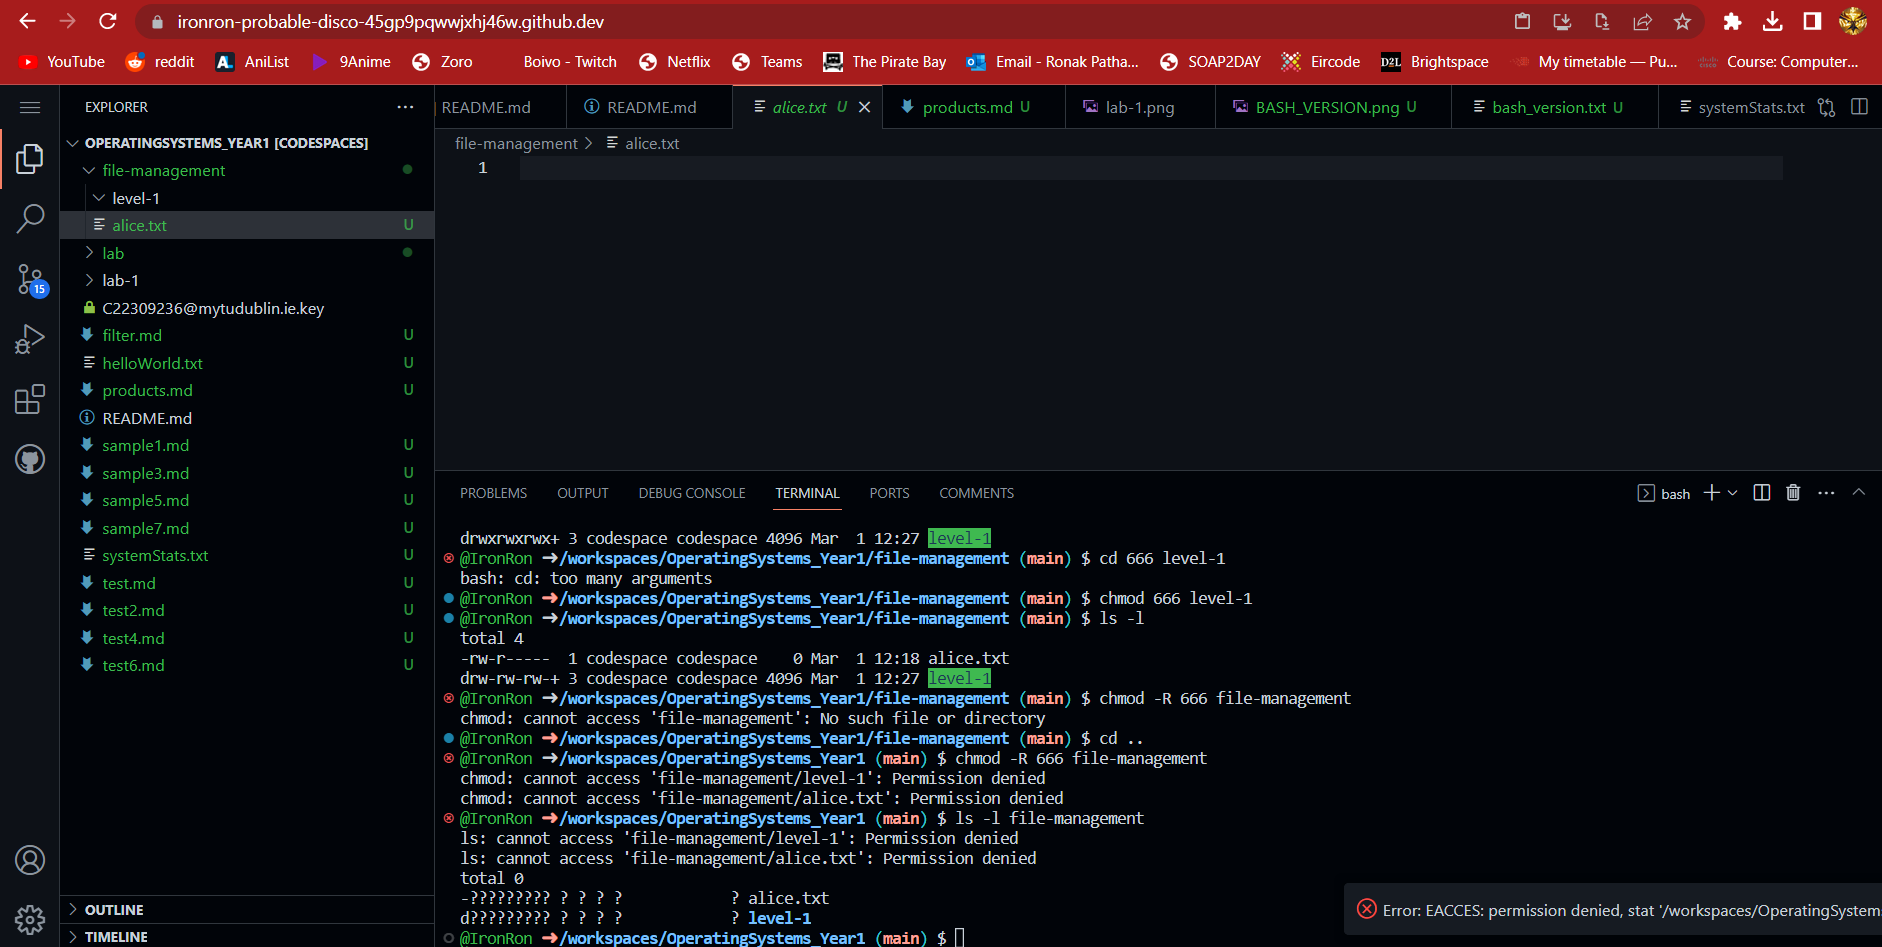 ironron-probable-disco-45gp9pqwwjxhj46w.github.dev
YouTube reddit AniList 9Anime Zoro Boivo - Twitch Netflix Teams The Pirate Bay Email - Ronak Patha... SOAP2DAY Eircode D2L Brightspace My timetable — Pu... Course: Computer...
EXPLORER
OPERATINGSYSTEMS_YEAR1 [CODESPACES]
file-management
level-1
alice.txt U
lab
lab-1
C22309236@mytudublin.ie.key
filter.md U
helloWorld.txt U
products.md U
README.md
sample1.md U
sample3.md U
sample5.md U
sample7.md U
systemStats.txt U
test.md U
test2.md U
test4.md U
test6.md U
OUTLINE
TIMELINE
15
README.md README.md alice.txt U products.md U lab-1.png BASH_VERSION.png U bash_version.txt U systemStats.txt
file-management > alice.txt
1
PROBLEMS OUTPUT DEBUG CONSOLE TERMINAL PORTS COMMENTS bash
drwxrwxrwx+ 3 codespace codespace 4096 Mar  1 12:27 level-1
@IronRon ➜/workspaces/OperatingSystems_Year1/file-management (main) $ cd 666 level-1
bash: cd: too many arguments
@IronRon ➜/workspaces/OperatingSystems_Year1/file-management (main) $ chmod 666 level-1
@IronRon ➜/workspaces/OperatingSystems_Year1/file-management (main) $ ls -l
total 4
-rw-r-----  1 codespace codespace    0 Mar  1 12:18 alice.txt
drw-rw-rw-+ 3 codespace codespace 4096 Mar  1 12:27 level-1
@IronRon ➜/workspaces/OperatingSystems_Year1/file-management (main) $ chmod -R 666 file-management
chmod: cannot access 'file-management': No such file or directory
@IronRon ➜/workspaces/OperatingSystems_Year1/file-management (main) $ cd ..
@IronRon ➜/workspaces/OperatingSystems_Year1 (main) $ chmod -R 666 file-management
chmod: cannot access 'file-management/level-1': Permission denied
chmod: cannot access 'file-management/alice.txt': Permission denied
@IronRon ➜/workspaces/OperatingSystems_Year1 (main) $ ls -l file-management
ls: cannot access 'file-management/level-1': Permission denied
ls: cannot access 'file-management/alice.txt': Permission denied
total 0
-????????? ? ? ? ?            ? alice.txt
d????????? ? ? ? ?            ? level-1
@IronRon ➜/workspaces/OperatingSystems_Year1 (main) $
Error: EACCES: permission denied, stat '/workspaces/OperatingSystem